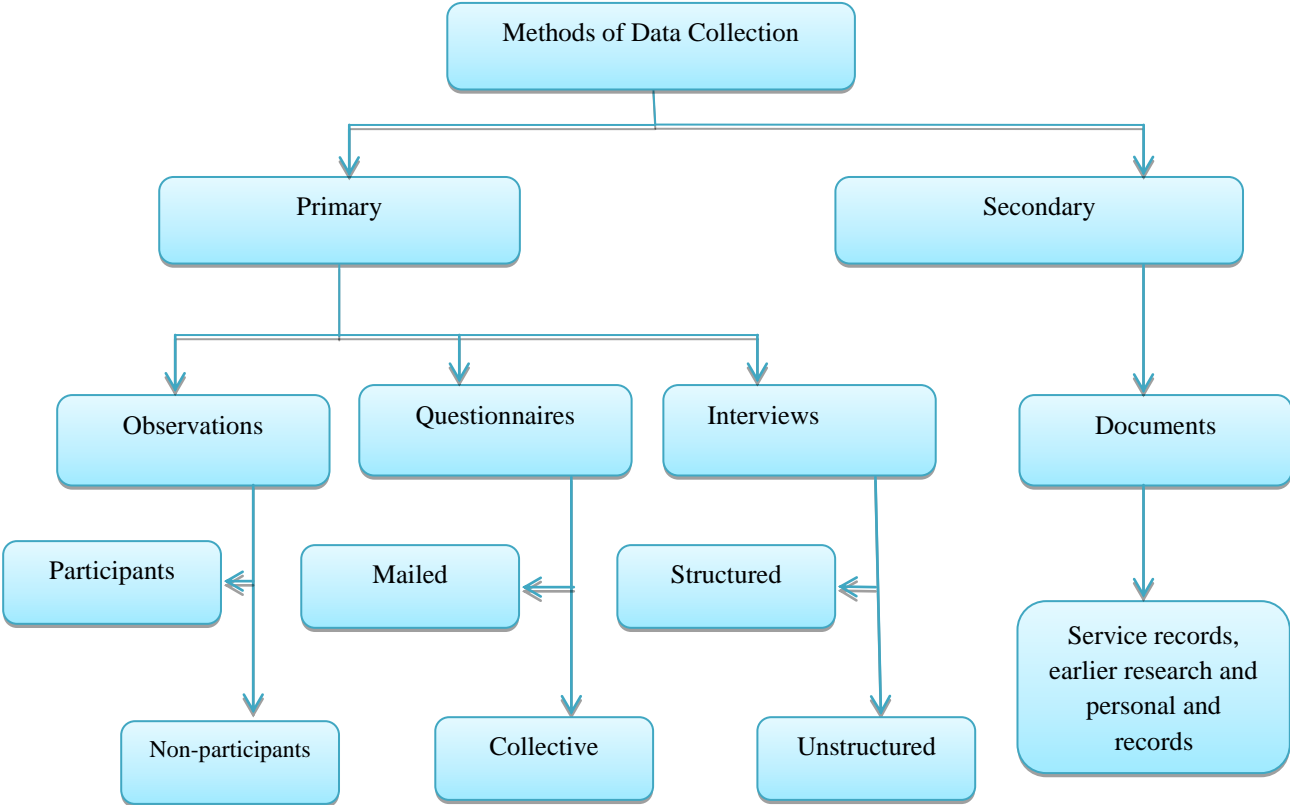 Methods of Data Collection
Primary
Secondary
Observations
Questionnaires
Interviews
Documents
Participants
Mailed
Structured
Service records,
earlier research and
personal and
records
Non-participants
Collective
Unstructured